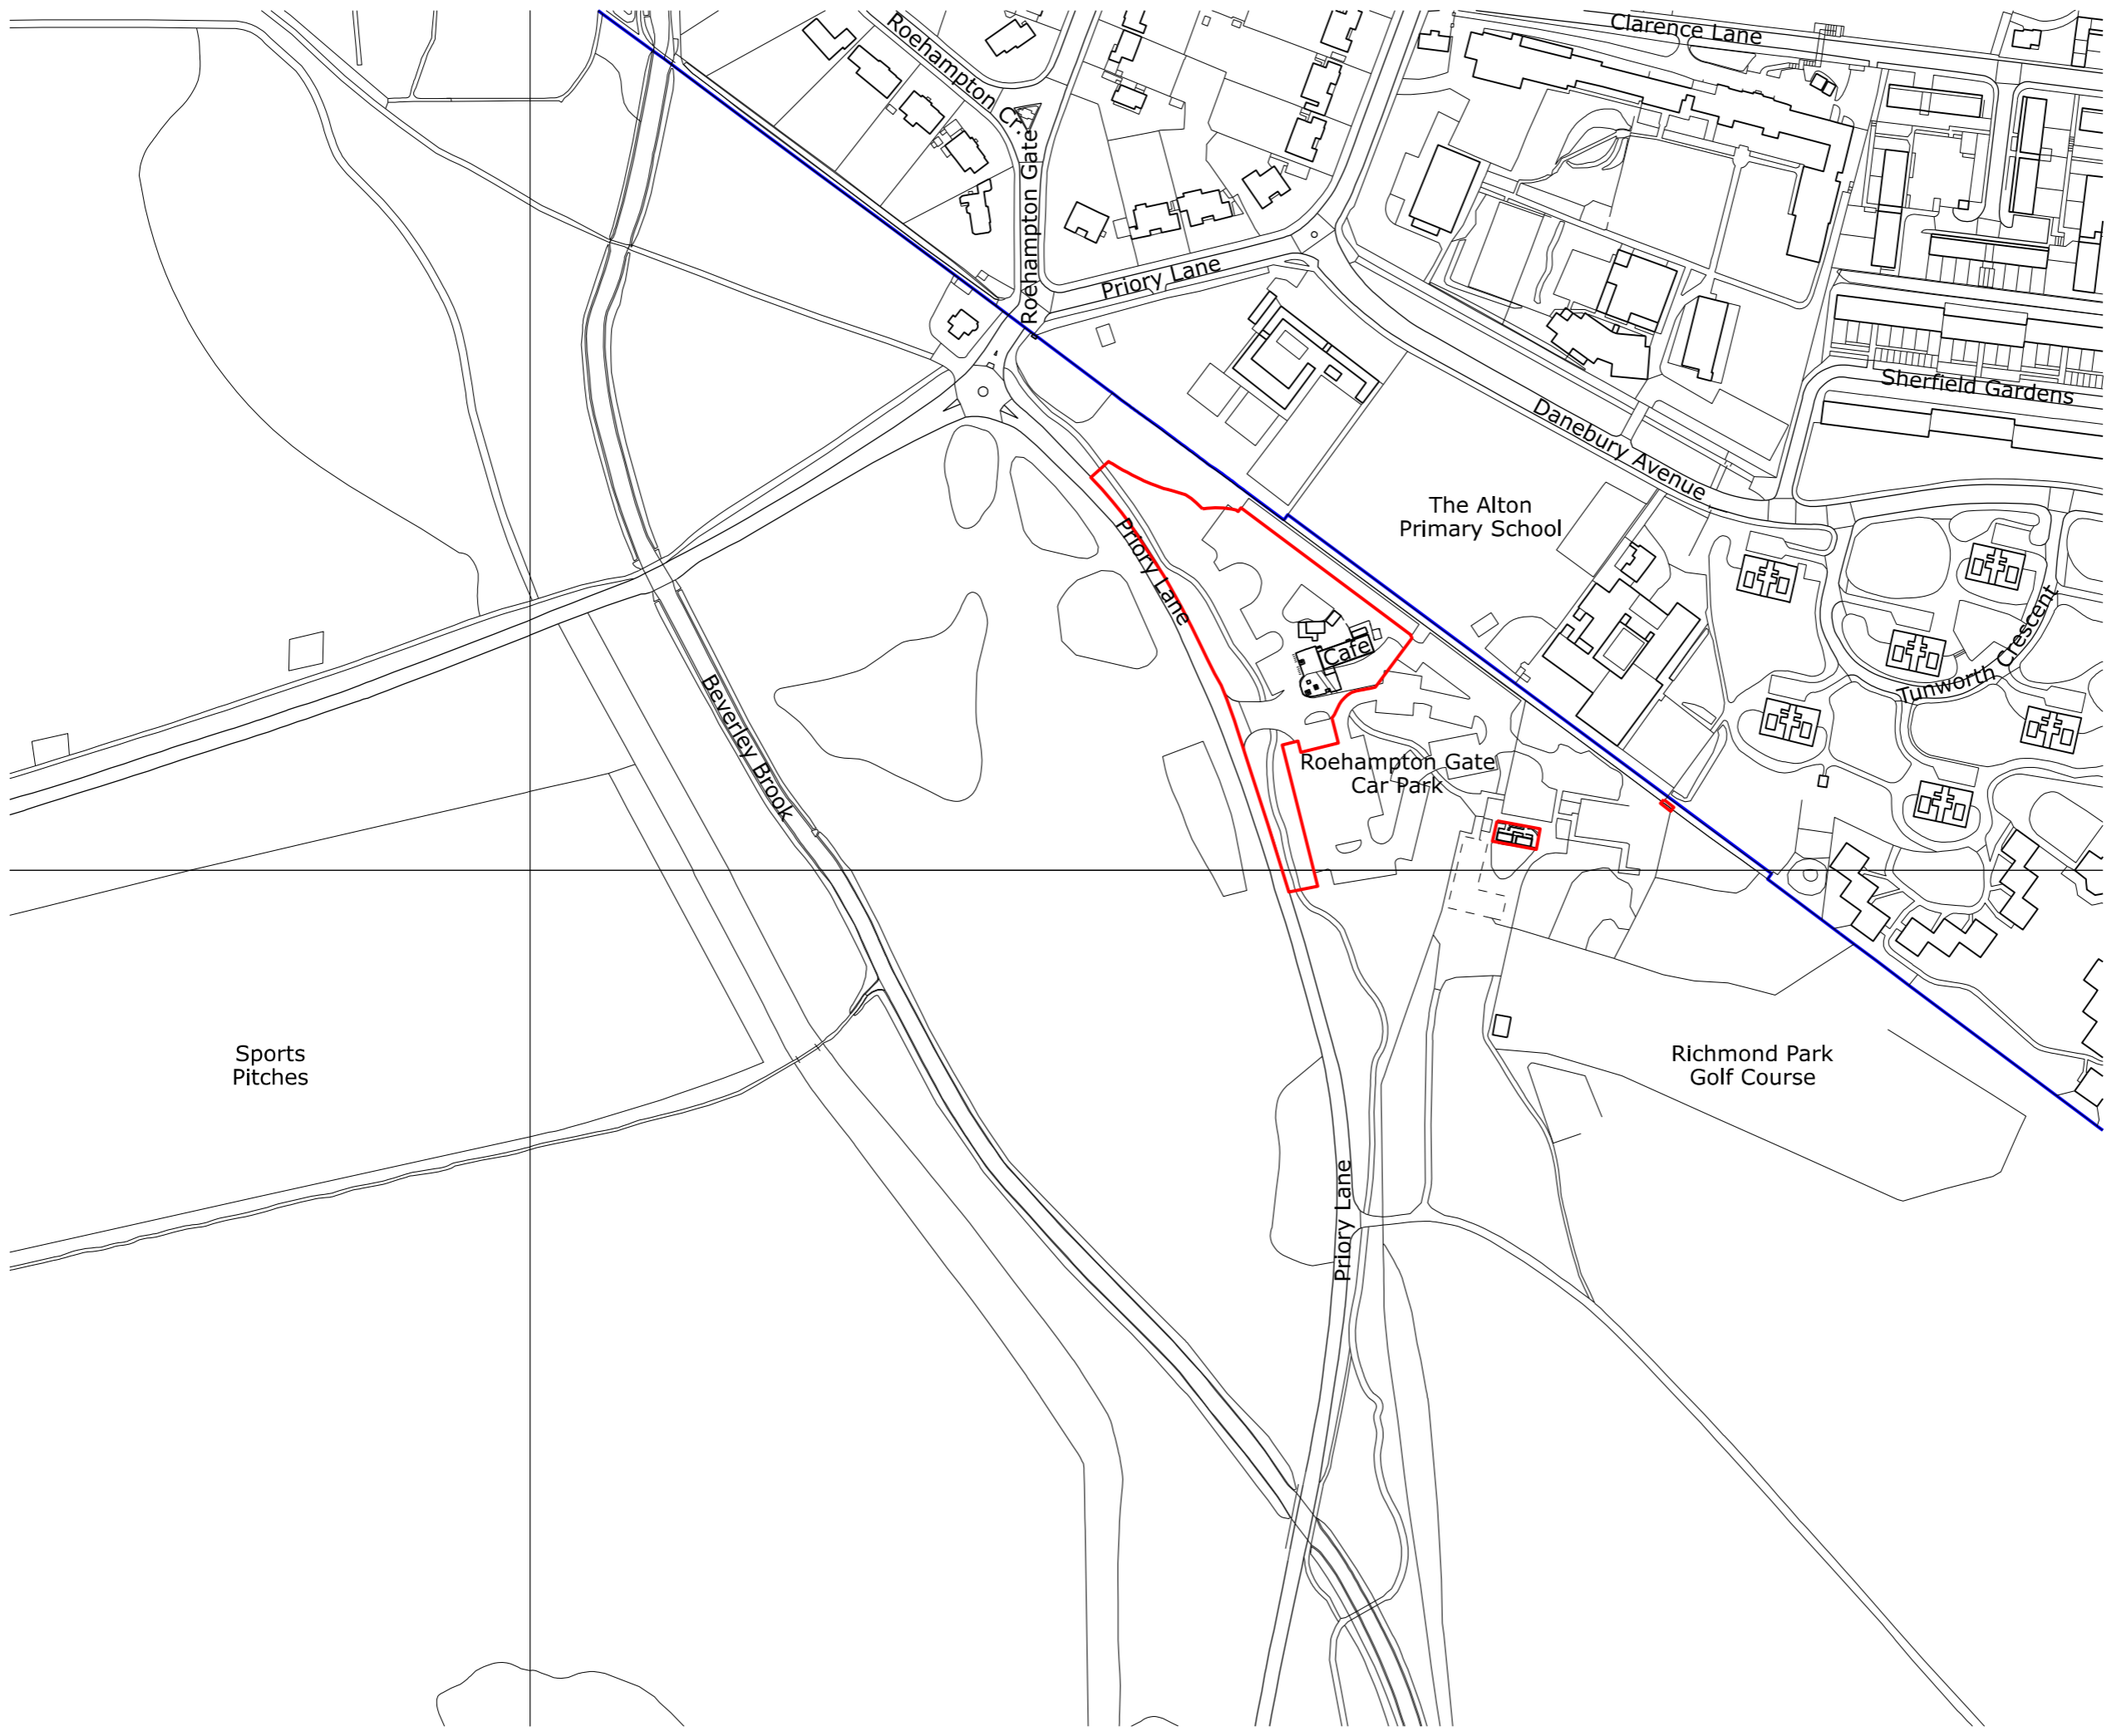 Clarence Lane
Roehampton
Cr.
Roehampton Gate
Priory Lane
Sherfield Gardens
Danebury Avenue
The Alton
Primary School
Priory Lane
Cafe
Tunworth Crescent
Beverley Brook
Roehampton Gate
Car Park
Sports
Pitches
Richmond Park
Golf Course
Priory Lane